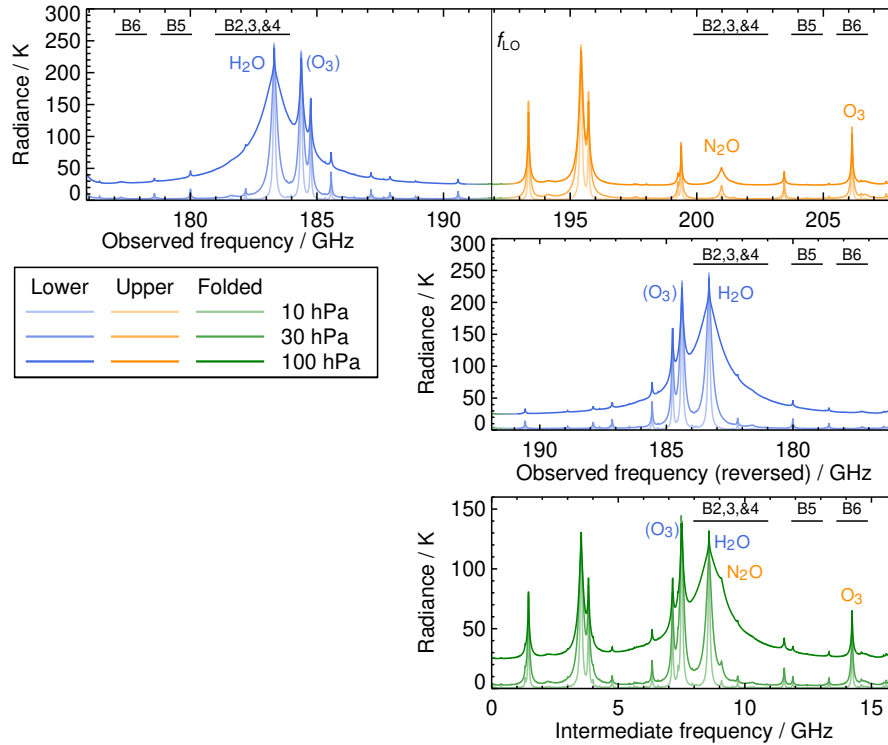 300
250
200
150
100
50
0
Radiance / K
B6 B5 B2,3,&4
H₂O (O₃)
f_LO
B2,3,&4 B5 B6
N₂O
O₃
180 185 190 195 200 205
Observed frequency / GHz
Observed frequency / GHz
Lower Upper Folded
10 hPa
30 hPa
100 hPa
300
250
200
150
100
50
0
Radiance / K
B2,3,&4 B5 B6
(O₃) H₂O
190 185 180
Observed frequency (reversed) / GHz
150
100
50
0
Radiance / K
B2,3,&4 B5 B6
(O₃) H₂O
N₂O
O₃
0 5 10 15
Intermediate frequency / GHz